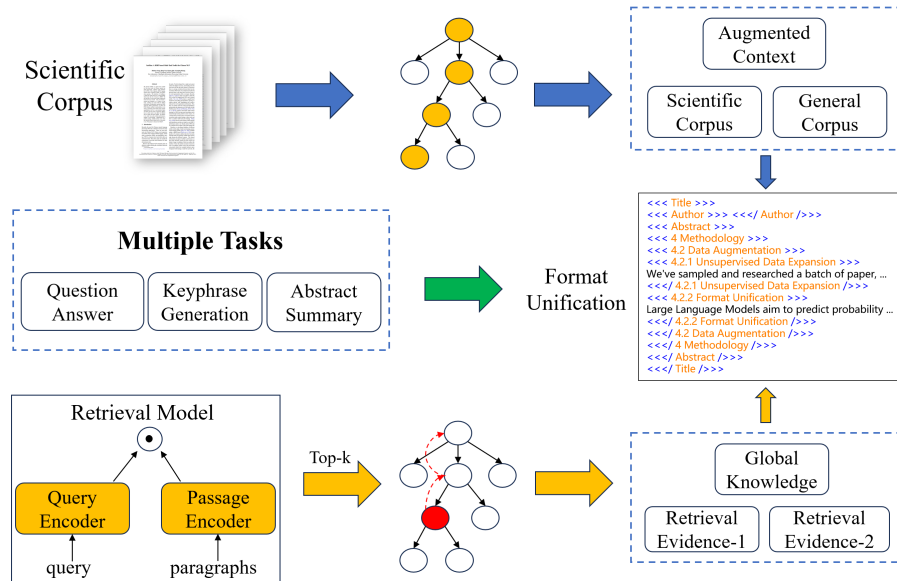 Scientific
Corpus
Augmented
Context
Scientific
Corpus
General
Corpus
Multiple Tasks
Question
Answer
Keyphrase
Generation
Abstract
Summary
Format
Unification
<<< Title >>>
<<< Author >>> <<</ Author />>>
<<< Abstract >>>
<<< 4 Methodology >>>
<<< 4.2 Data Augmentation >>>
<<< 4.2.1 Unsupervised Data Expansion >>>
We've sampled and researched a batch of paper, ...
<<</ 4.2.1 Unsupervised Data Expansion />>>
<<< 4.2.2 Format Unification >>>
Large Language Models aim to predict probability ...
<<</ 4.2.2 Format Unification />>>
<<</ 4.2 Data Augmentation />>>
<<</ 4 Methodology />>>
<<</ Abstract />>>
<<</ Title />>>
Retrieval Model
Query
Encoder
Passage
Encoder
query
paragraphs
Top-k
Global
Knowledge
Retrieval
Evidence-1
Retrieval
Evidence-2